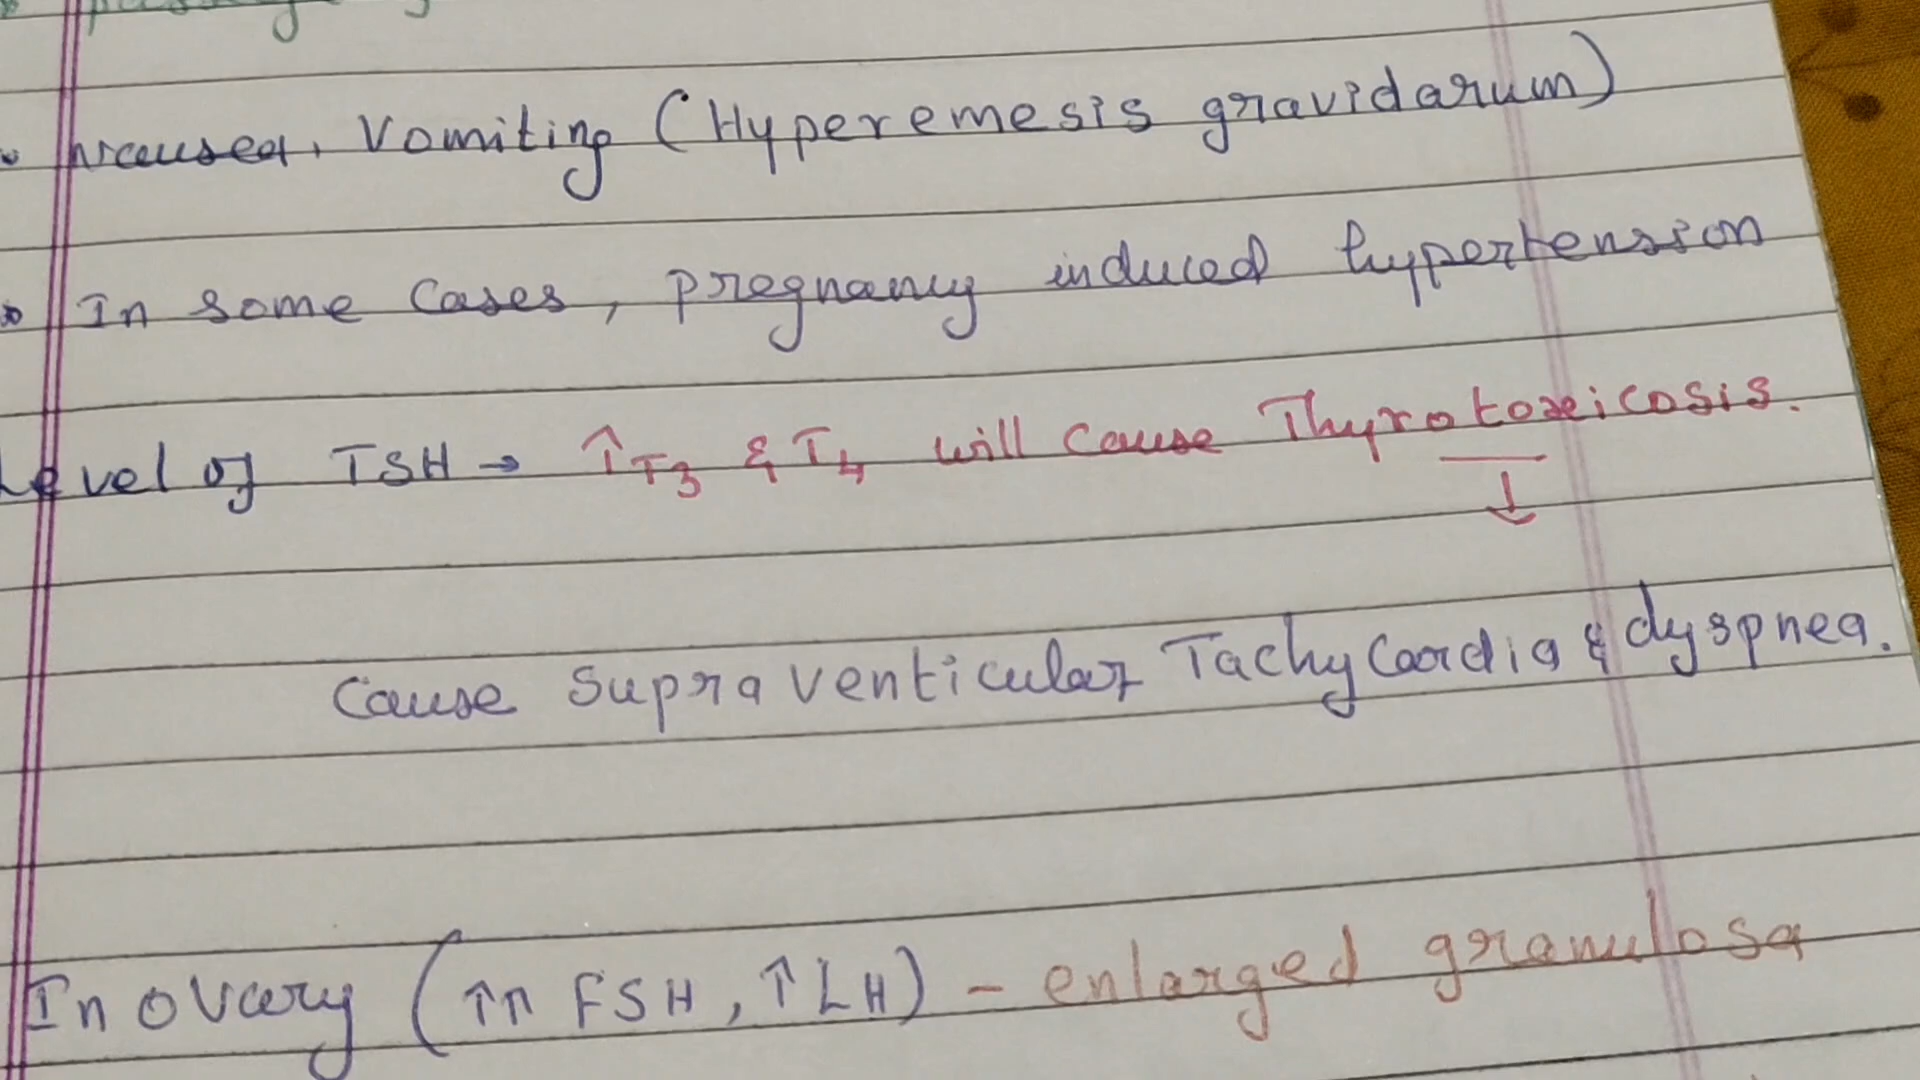 Nausea, Vomiting (Hyperemesis gravidarum)
In some Cases, pregnancy induced hypertension
Level of TSH → ↑T3 & T4 will cause Thyrotoxicosis.
↓
Cause Supraventicular Tachycardia & dyspnea.
In ovary (↑n FSH, ↑LH) - enlarged granulosa